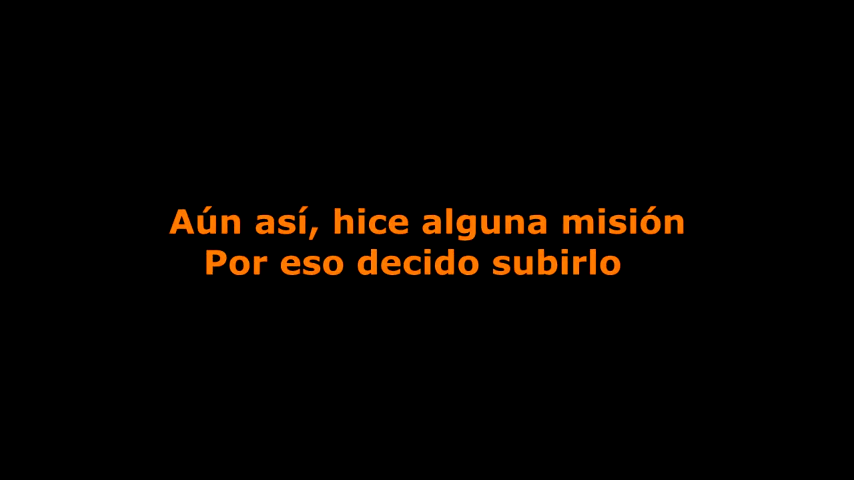 Aún así, hice alguna misión
Por eso decido subirlo